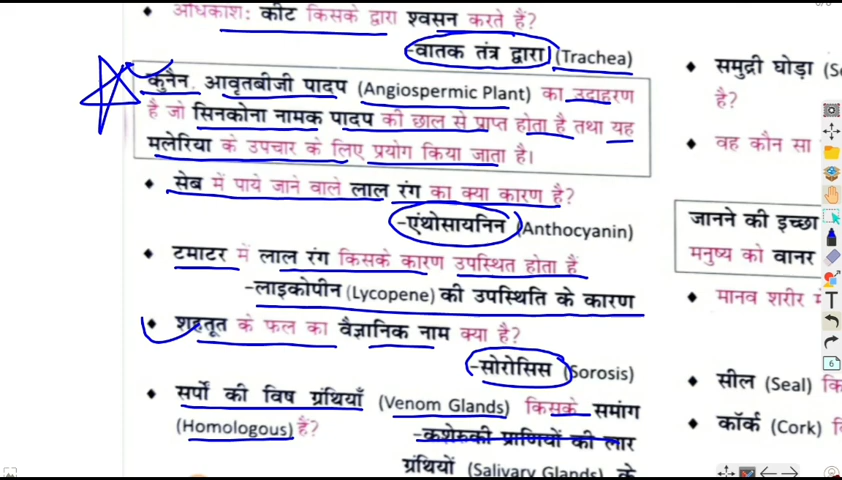 अधिकांश: कीट किसके द्वारा श्वसन करते हैं?
-वातक तंत्र द्वारा (Trachea)
कुनैन, आवृतबीजी पादप (Angiospermic Plant) का उदाहरण
है जो सिनकोना नामक पादप की छाल से प्राप्त होता है तथा यह
मलेरिया के उपचार के लिए प्रयोग किया जाता है।
सेब में पाये जाने वाले लाल रंग का क्या कारण है?
-एंथोसायनिन (Anthocyanin)
टमाटर में लाल रंग किसके कारण उपस्थित होता है
-लाइकोपीन (Lycopene) की उपस्थिति के कारण
शहतूत के फल का वैज्ञानिक नाम क्या है?
-सोरोसिस (Sorosis)
सर्पों की विष ग्रंथियाँ (Venom Glands) किसके समांग
(Homologous) हैं?
-कशेरुकी प्राणियों की लार
ग्रंथियों (Salivary Glands) के
समुद्री घोड़ा
है?
वह कौन सा
जानने की इच्छा
मनुष्य को वानर
मानव शरीर
सील (Seal)
कॉर्क (Cork)
T
6